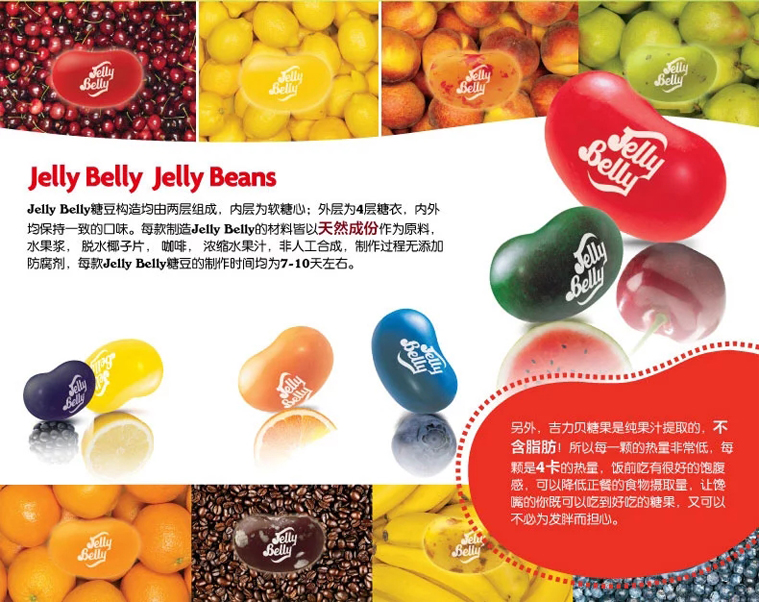 Jelly Belly
Jelly Belly
Jelly Belly
Jelly Belly
Jelly Belly
Jelly Belly Jelly Beans
Jelly Belly糖豆构造均由两层组成，内层为软糖心；外层为4层糖衣，内外
均保持一致的口味。每款制造Jelly Belly的材料皆以天然成份作为原料，
水果浆， 脱水椰子片， 咖啡， 浓缩水果汁，非人工合成，制作过程无添加
防腐剂，每款Jelly Belly糖豆的制作时间均为7-10天左右。
Jelly Belly
Jelly Belly
Jelly Belly
Jelly Belly
Jelly Belly
另外，吉力贝糖果是纯果汁提取的，不
含脂肪！所以每一颗的热量非常低，每
颗是4卡的热量，饭前吃有很好的饱腹
感，可以降低正餐的食物摄取量，让馋
嘴的你既可以吃到好吃的糖果，又可以
不必为发胖而担心。
Jelly Belly
Jelly Belly
Jelly Belly